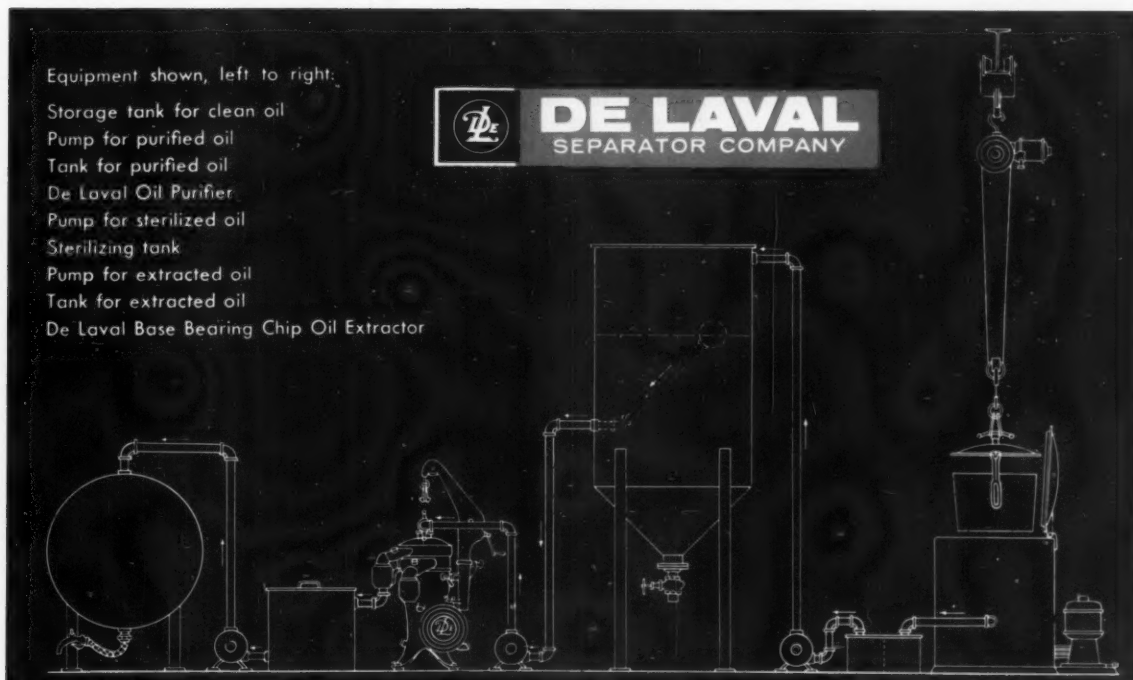 Equipment shown, left to right:
Storage tank for clean oil
Pump for purified oil
Tank for purified oil
De Laval Oil Purifier
Pump for sterilized oil
Sterilizing tank
Pump for extracted oil
Tank for extracted oil
De Laval Base Bearing Chip Oil Extractor
DE LAVAL
SEPARATOR COMPANY